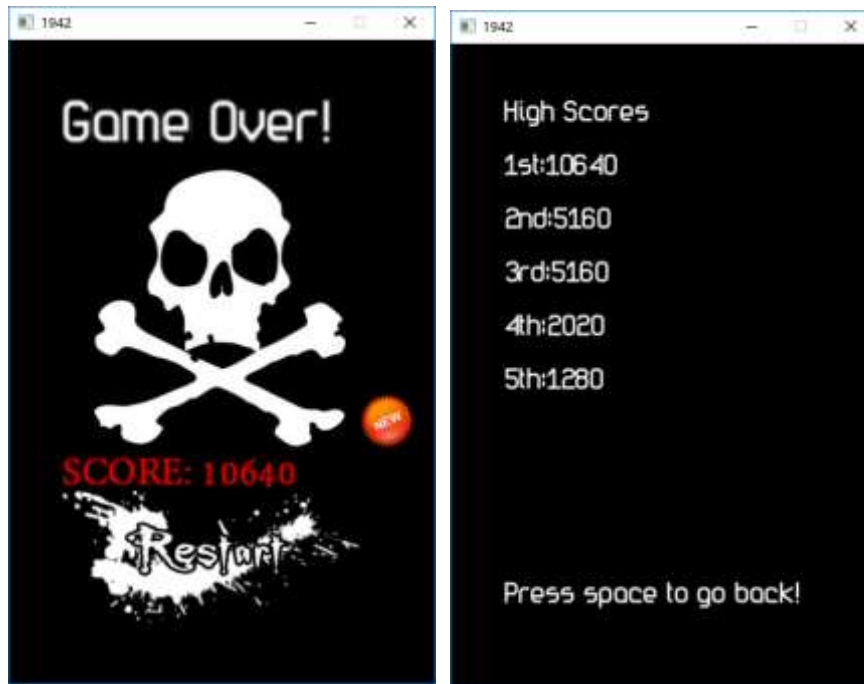 1942
Game Over!
NEW
SCORE: 10640
Restart
1942
High Scores
1st:10640
2nd:5160
3rd:5160
4th:2020
5th:1280
Press space to go back!